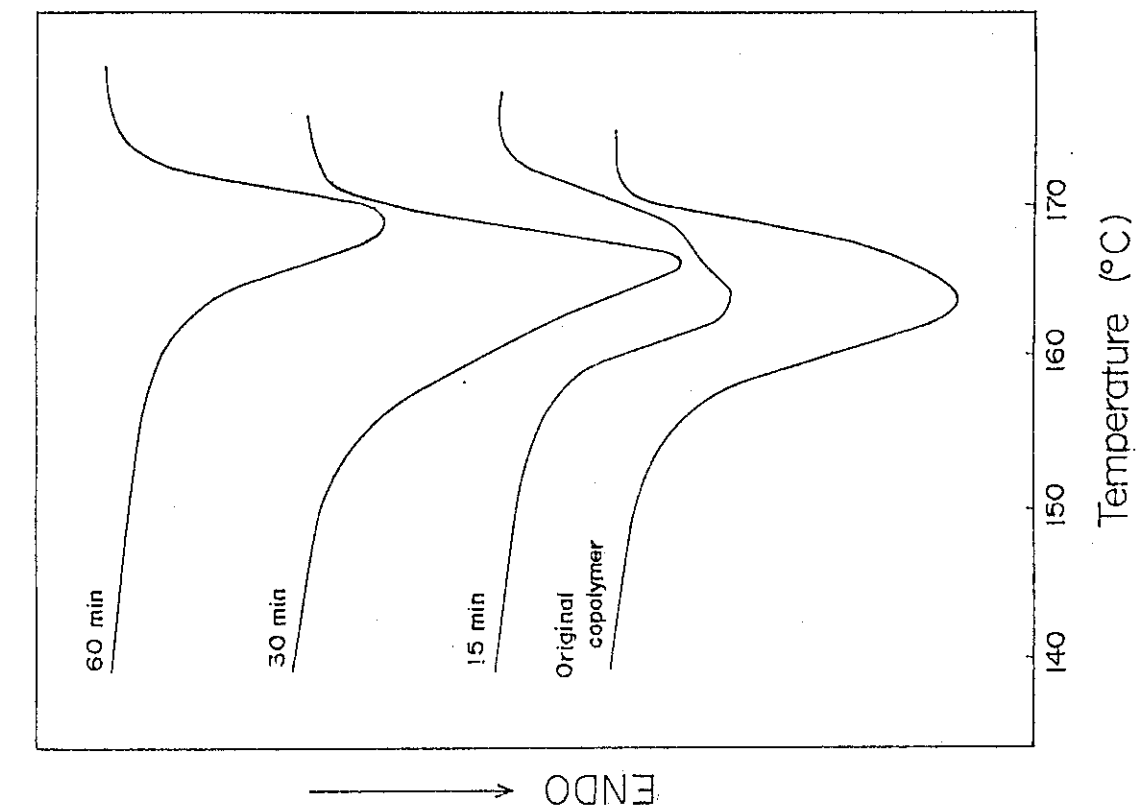 60 min
30 min
15 min
Original
copolymer
140
150
160
170
Temperature (°C)
ENDO